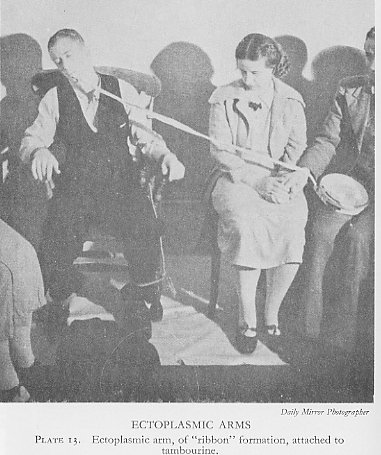 Daily Mirror Photographer
ECTOPLASMIC ARMS
PLATE 13. Ectoplasmic arm, of "ribbon" formation, attached to
tambourine.